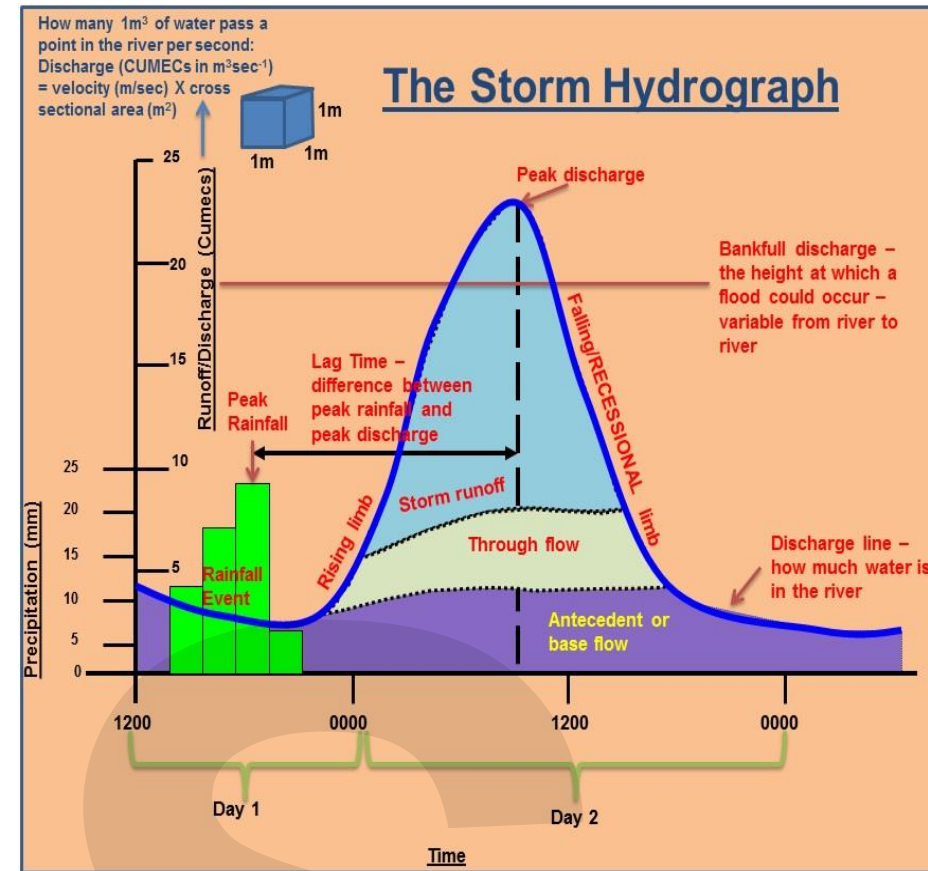 How many 1m³ of water pass a
point in the river per second:
Discharge (CUMECs in m³sec⁻¹)
= velocity (m/sec) X cross
sectional area (m²)
The Storm Hydrograph
1m
1m
1m
25
20
15
10
5
Runoff/Discharge (Cumecs)
Peak discharge
Bankfull discharge –
the height at which a
flood could occur –
variable from river to
river
Lag Time –
difference between
peak rainfall and
peak discharge
Peak
Rainfall
Falling/RECESSIONAL limb
Rising limb
Storm runoff
Through flow
Rainfall
Event
Antecedent or
base flow
Discharge line –
how much water is
in the river
Precipitation (mm)
25
20
15
10
5
0
1200
0000
1200
0000
Day 1
Day 2
Time